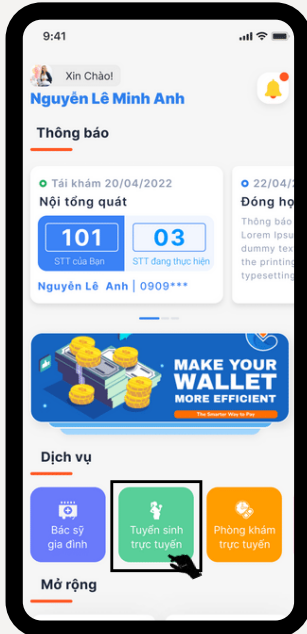 9:41
Xin Chào!
Nguyễn Lê Minh Anh
Thông báo
Tái khám 20/04/2022
Nội tổng quát
101
STT của Bạn
03
STT đang thực hiện
Nguyễn Lê Anh | 0909***
22/04/2
Đóng họ
Thông báo
Lorem Ipsu
dummy tex
the printing
typesetting
MAKE YOUR
WALLET
MORE EFFICIENT
The Smarter Way to Pay
Dịch vụ
Bác sỹ
gia đình
Tuyển sinh
trực tuyến
Phòng khám
trực tuyến
Mở rộng